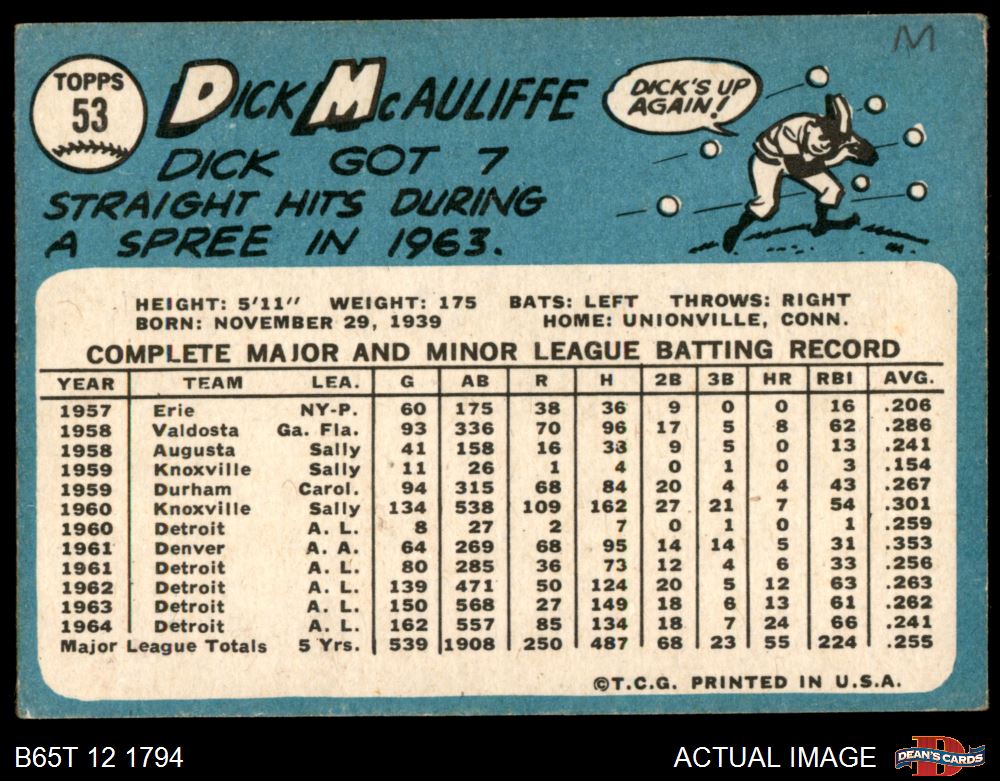 M
TOPPS
53
DICK McAULIFFE
DICK'S UP
AGAIN!
DICK GOT 7
STRAIGHT HITS DURING
A SPREE IN 1963.
HEIGHT: 5'11" WEIGHT: 175 BATS: LEFT THROWS: RIGHT
BORN: NOVEMBER 29, 1939 HOME: UNIONVILLE, CONN.
COMPLETE MAJOR AND MINOR LEAGUE BATTING RECORD
YEAR TEAM LEA. G AB R H 2B 3B HR RBI AVG.
1957 Erie NY-P. 60 175 38 36 9 0 0 16 .206
1958 Valdosta Ga. Fla. 93 336 70 96 17 5 8 62 .286
1958 Augusta Sally 41 158 16 38 9 5 0 13 .241
1959 Knoxville Sally 11 26 1 4 0 1 0 3 .154
1959 Durham Carol. 94 315 68 84 20 4 4 43 .267
1960 Knoxville Sally 134 538 109 162 27 21 7 54 .301
1960 Detroit A. L. 8 27 2 7 0 1 0 1 .259
1961 Denver A. A. 64 269 68 95 14 14 5 31 .353
1961 Detroit A. L. 80 285 36 73 12 4 6 33 .256
1962 Detroit A. L. 139 471 50 124 20 5 12 63 .263
1963 Detroit A. L. 150 568 27 149 18 6 13 61 .262
1964 Detroit A. L. 162 557 85 134 18 7 24 66 .241
Major League Totals 5 Yrs. 539 1908 250 487 68 23 55 224 .255
©T.C.G. PRINTED IN U.S.A.
B65T 12 1794
ACTUAL IMAGE
D
DEAN'S CARDS